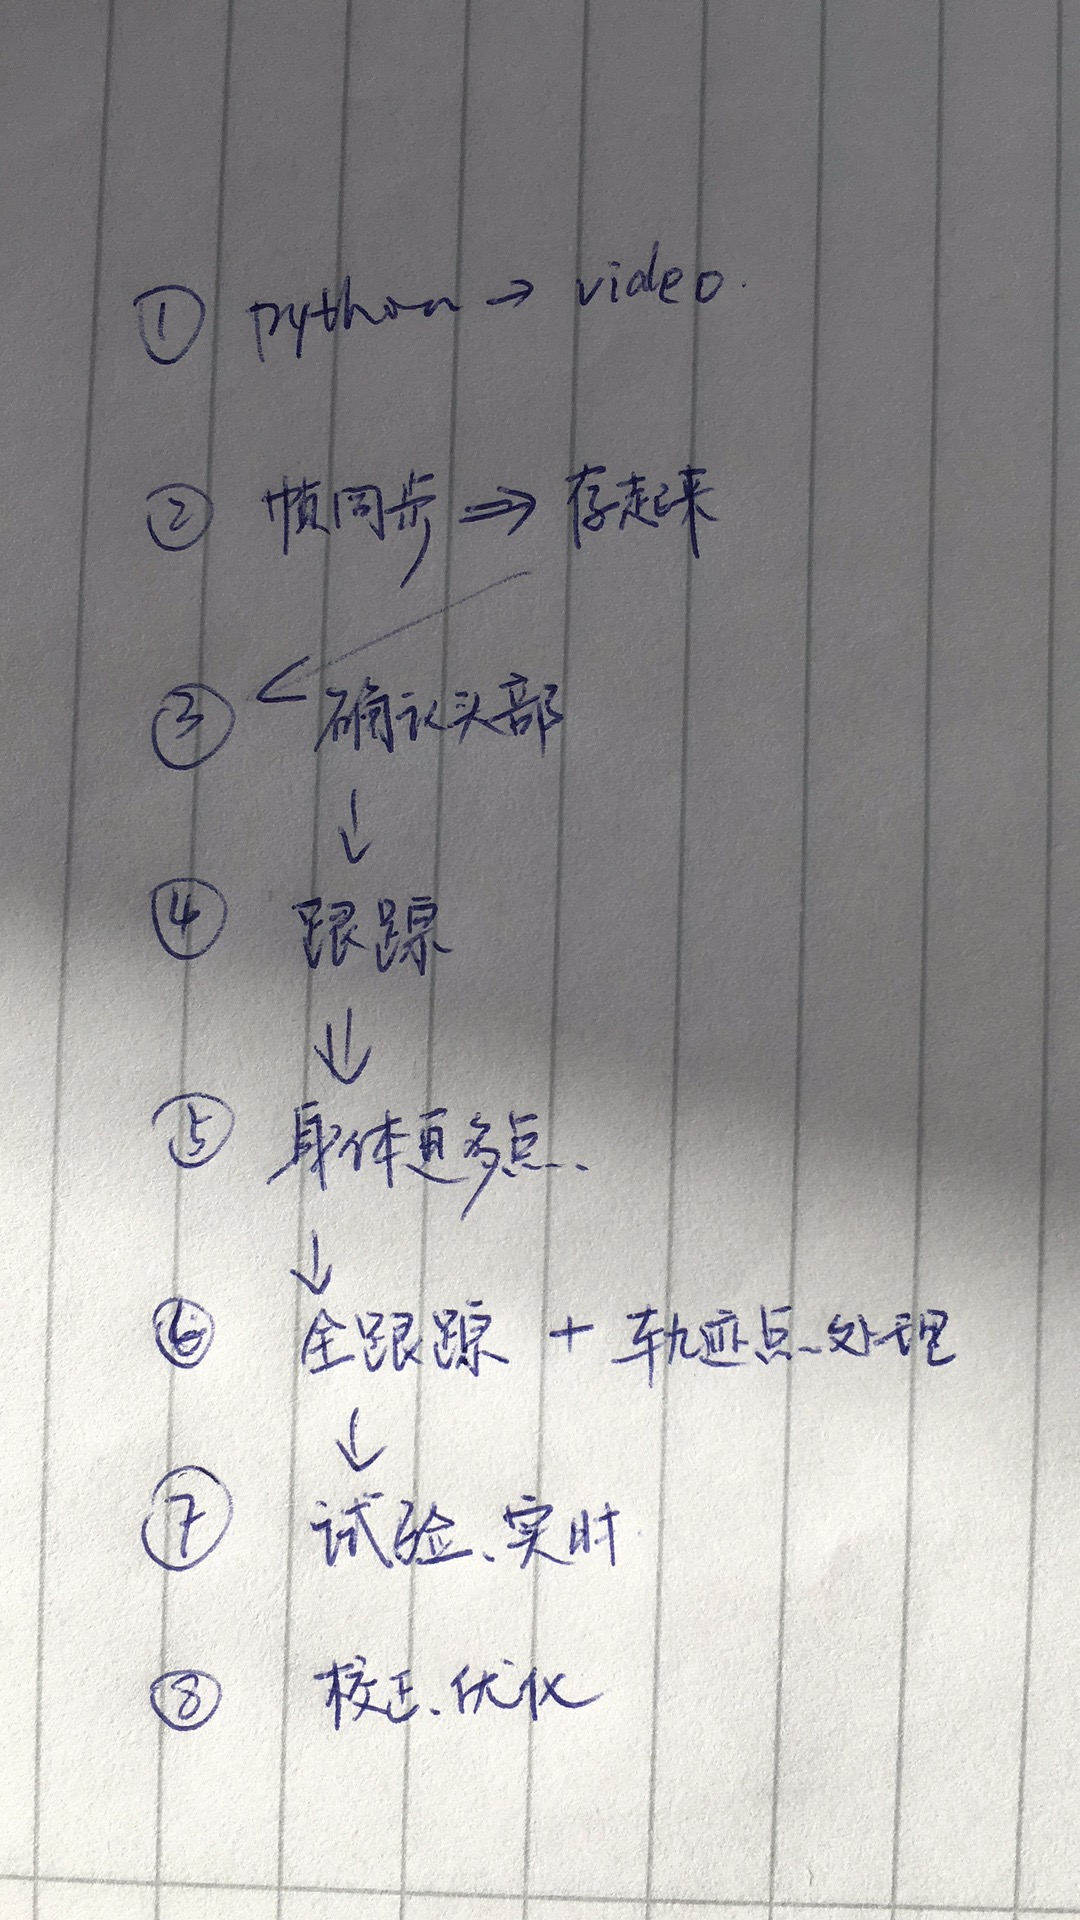 ① python → video.
② 帧同步 ⇒ 存起来
③ 确认头部
↓
④ 跟踪
⇓
⑤ 身体更多点、
↓
⑥ 全跟踪 + 轨迹点处理
↓
⑦ 试验、实时
⑧ 校正、优化